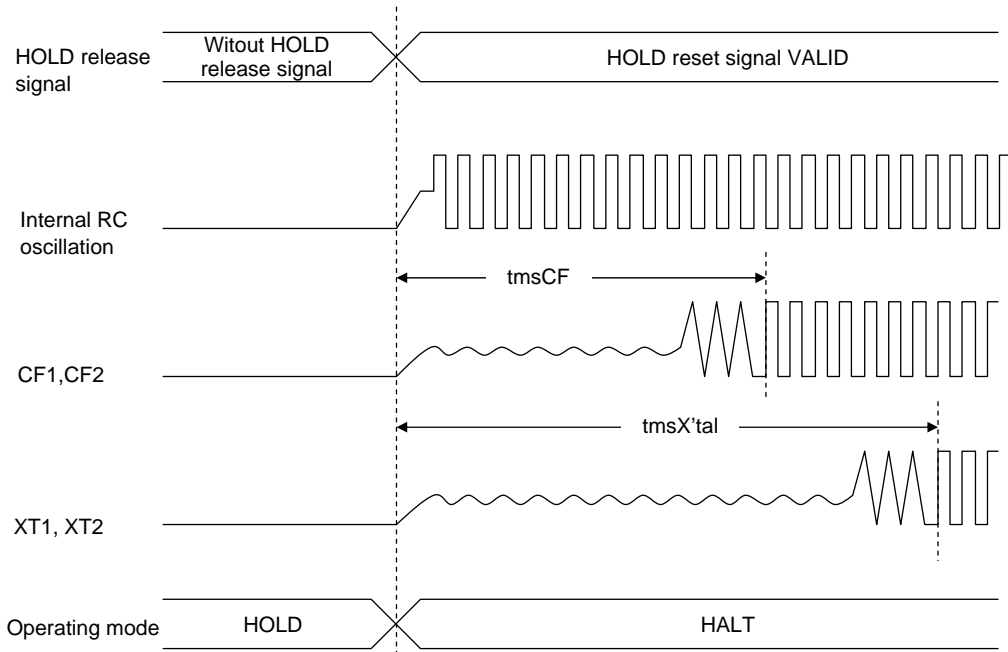 HOLD release
signal
Witout HOLD
release signal
HOLD reset signal VALID
Internal RC
oscillation
tmsCF
CF1,CF2
tmsX'tal
XT1, XT2
Operating mode
HOLD
HALT